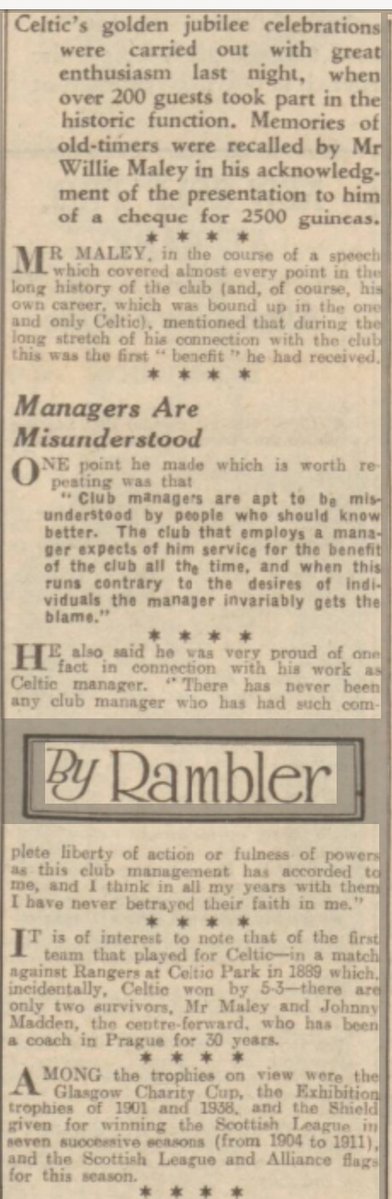 Celtic's golden jubilee celebrations
were carried out with great
enthusiasm last night, when
over 200 guests took part in the
historic function. Memories of
old-timers were recalled by Mr
Willie Maley in his acknowledg-
ment of the presentation to him
of a cheque for 2500 guineas.
* * * *
MR MALEY, in the course of a speech
which covered almost every point in the
long history of the club (and, of course, his
own career, which was bound up in the one
and only Celtic), mentioned that during the
long stretch of his connection with the club
this was the first "benefit" he had received.
* * * *
Managers Are
Misunderstood
ONE point he made which is worth re-
peating was that
"Club managers are apt to be mis-
understood by people who should know
better. The club that employs a mana-
ger expects of him service for the benefit
of the club all the time, and when this
runs contrary to the desires of indi-
viduals the manager invariably gets the
blame."
* * * *
HE also said he was very proud of one
fact in connection with his work as
Celtic manager. "There has never been
any club manager who has had such com-
By Rambler
plete liberty of action or fulness of powers
as this club management has accorded to
me, and I think in all my years with them
I have never betrayed their faith in me."
* * * *
IT is of interest to note that of the first
team that played for Celtic—in a match
against Rangers at Celtic Park in 1889 which,
incidentally, Celtic won by 5-3—there are
only two survivors, Mr Maley and Johnny
Madden, the centre-forward, who has been
a coach in Prague for 30 years.
* * * *
AMONG the trophies on view were the
Glasgow Charity Cup, the Exhibition
trophies of 1901 and 1938, and the Shield
given for winning the Scottish League in
seven successive seasons (from 1904 to 1911),
and the Scottish League and Alliance flags
for this season.
* * * *